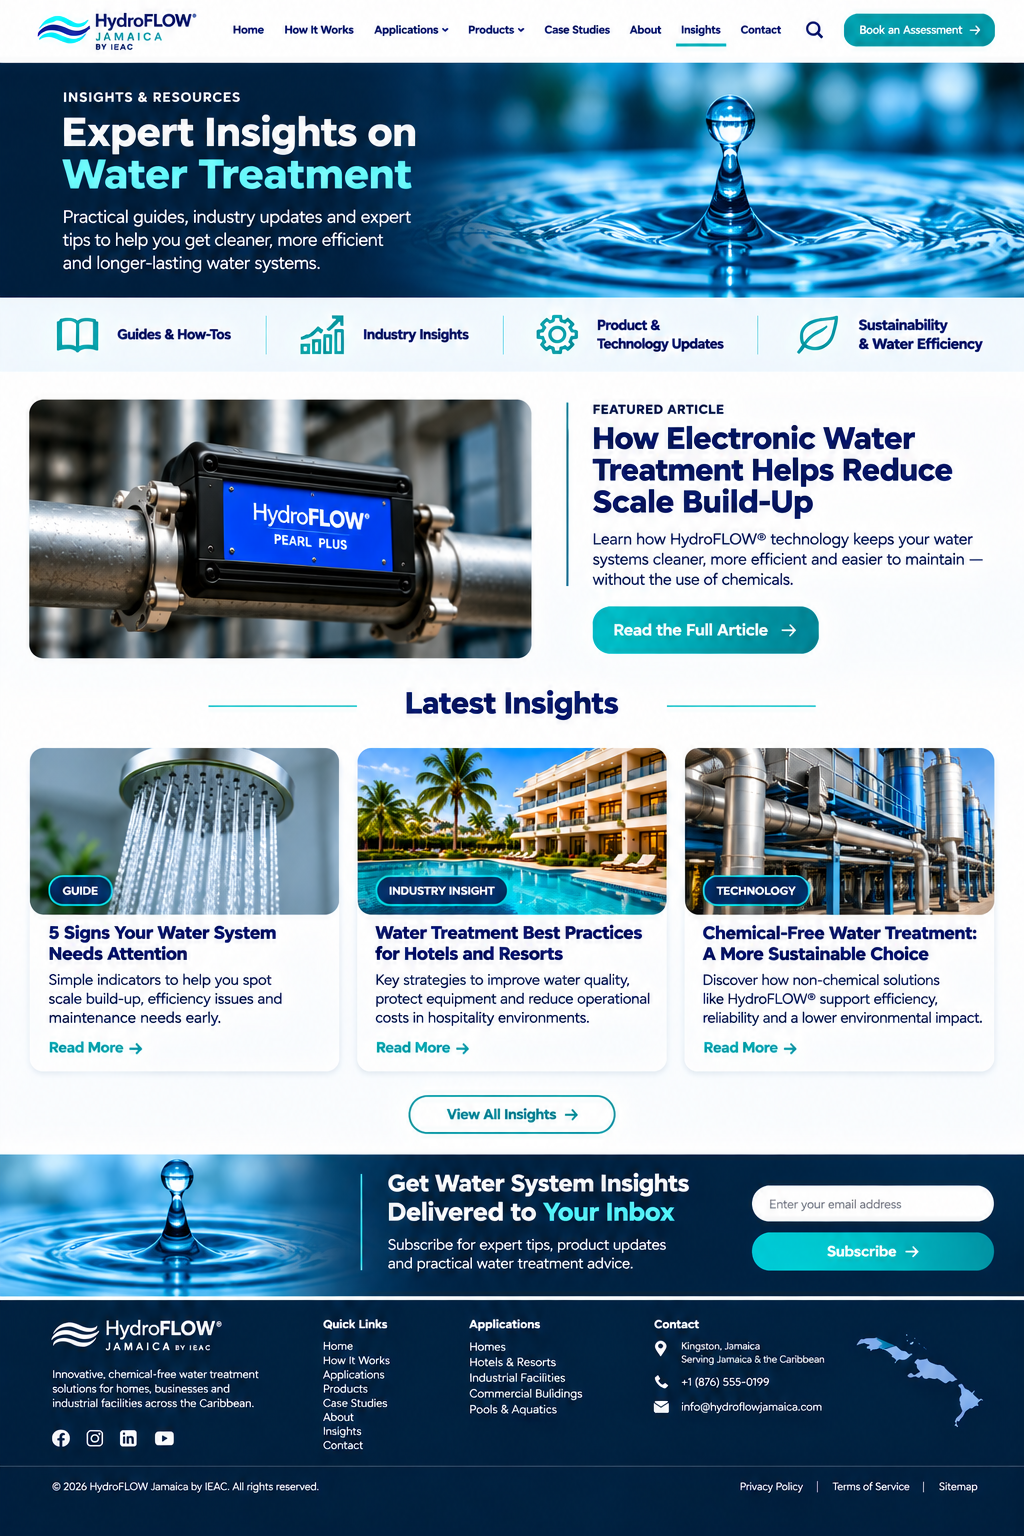 HydroFLOW®
JAMAICA
BY IEAC
Home
How It Works
Applications
Products
Case Studies
About
Insights
Contact
Book an Assessment →
INSIGHTS & RESOURCES
Expert Insights on
Water Treatment
Practical guides, industry updates and expert
tips to help you get cleaner, more efficient
and longer-lasting water systems.
Guides & How-Tos
Industry Insights
Product &
Technology Updates
Sustainability
& Water Efficiency
HydroFLOW®
PEARL PLUS
FEATURED ARTICLE
How Electronic Water
Treatment Helps Reduce
Scale Build-Up
Learn how HydroFLOW® technology keeps your water
systems cleaner, more efficient and easier to maintain —
without the use of chemicals.
Read the Full Article →
Latest Insights
GUIDE
5 Signs Your Water System
Needs Attention
Simple indicators to help you spot
scale build-up, efficiency issues and
maintenance needs early.
Read More →
INDUSTRY INSIGHT
Water Treatment Best Practices
for Hotels and Resorts
Key strategies to improve water quality,
protect equipment and reduce operational
costs in hospitality environments.
Read More →
TECHNOLOGY
Chemical-Free Water Treatment:
A More Sustainable Choice
Discover how non-chemical solutions
like HydroFLOW® support efficiency,
reliability and a lower environmental impact.
Read More →
View All Insights →
Get Water System Insights
Delivered to Your Inbox
Subscribe for expert tips, product updates
and practical water treatment advice.
Enter your email address
Subscribe →
HydroFLOW®
JAMAICA BY IEAC
Innovative, chemical-free water treatment
solutions for homes, businesses and
industrial facilities across the Caribbean.
Quick Links
Home
How It Works
Applications
Products
Case Studies
About
Insights
Contact
Applications
Homes
Hotels & Resorts
Industrial Facilities
Commercial Buildings
Pools & Aquatics
Contact
Kingston, Jamaica
Serving Jamaica & the Caribbean
+1 (876) 555-0199
info@hydroflowjamaica.com
© 2026 HydroFLOW Jamaica by IEAC. All rights reserved.
Privacy Policy | Terms of Service | Sitemap